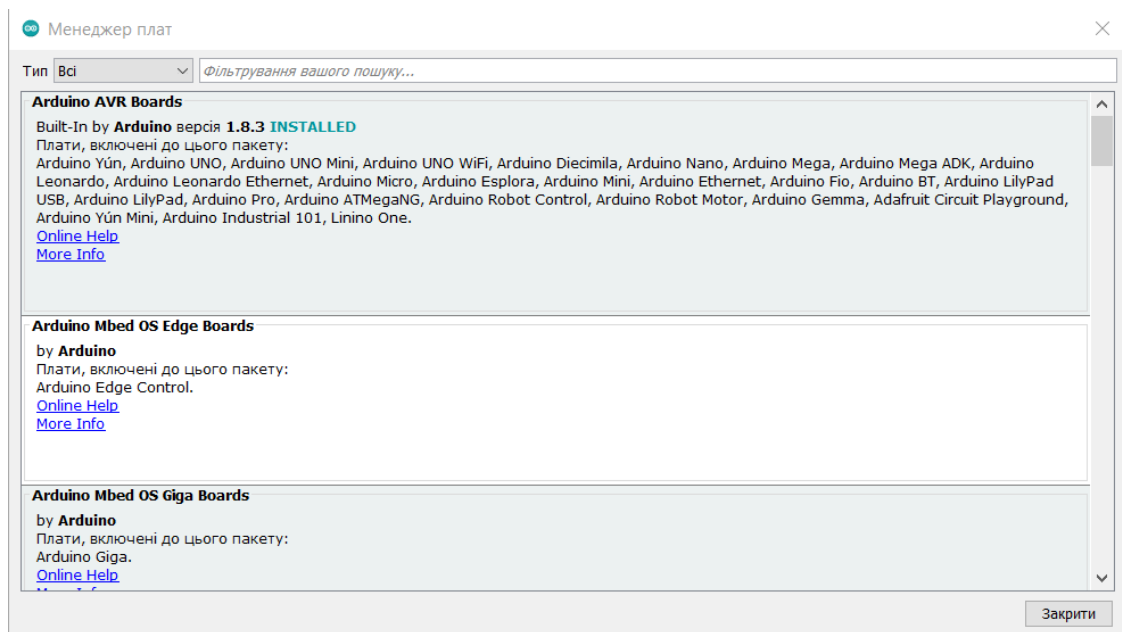 Менеджер плат
Тип Всі Фільтрування вашого пошуку...
Arduino AVR Boards
Built-In by Arduino версія 1.8.3 INSTALLED
Плати, включені до цього пакету:
Arduino Yún, Arduino UNO, Arduino UNO Mini, Arduino UNO WiFi, Arduino Diecimila, Arduino Nano, Arduino Mega, Arduino Mega ADK, Arduino
Leonardo, Arduino Leonardo Ethernet, Arduino Micro, Arduino Esplora, Arduino Mini, Arduino Ethernet, Arduino Fio, Arduino BT, Arduino LilyPad
USB, Arduino LilyPad, Arduino Pro, Arduino ATMegaNG, Arduino Robot Control, Arduino Robot Motor, Arduino Gemma, Adafruit Circuit Playground,
Arduino Yún Mini, Arduino Industrial 101, Linino One.
Online Help
More Info
Arduino Mbed OS Edge Boards
by Arduino
Плати, включені до цього пакету:
Arduino Edge Control.
Online Help
More Info
Arduino Mbed OS Giga Boards
by Arduino
Плати, включені до цього пакету:
Arduino Giga.
Online Help
Закрити